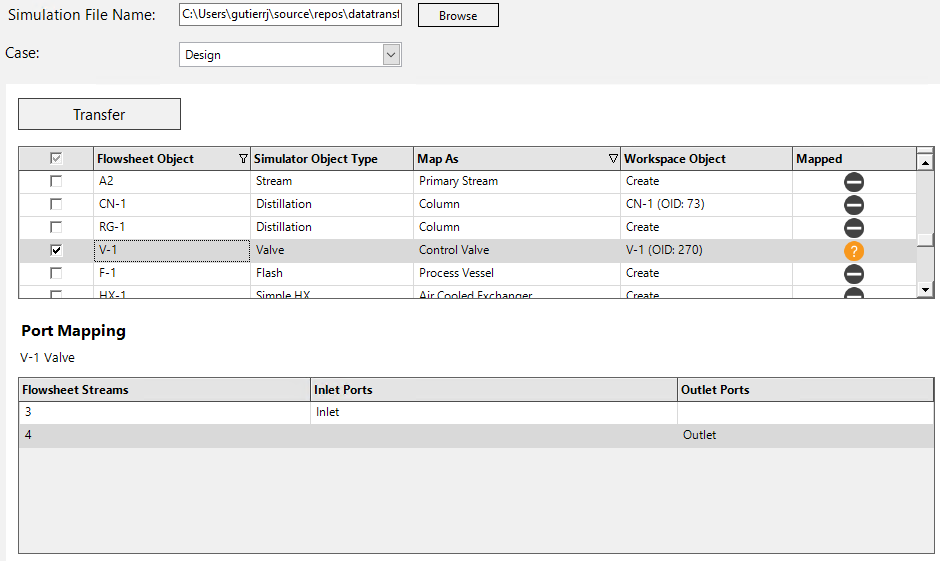 Simulation File Name: C:\Users\gutierrj\source\repos\datatransf Browse
Case: Design
Transfer
Flowsheet Object Simulator Object Type Map As Workspace Object Mapped
A2 Stream Primary Stream Create
CN-1 Distillation Column CN-1 (OID: 73)
RG-1 Distillation Column Create
V-1 Valve Control Valve V-1 (OID: 270) ?
F-1 Flash Process Vessel Create
HX-1 Simple HX Air Cooled Exchanger Create
Port Mapping
V-1 Valve
Flowsheet Streams Inlet Ports Outlet Ports
3 Inlet
4 Outlet